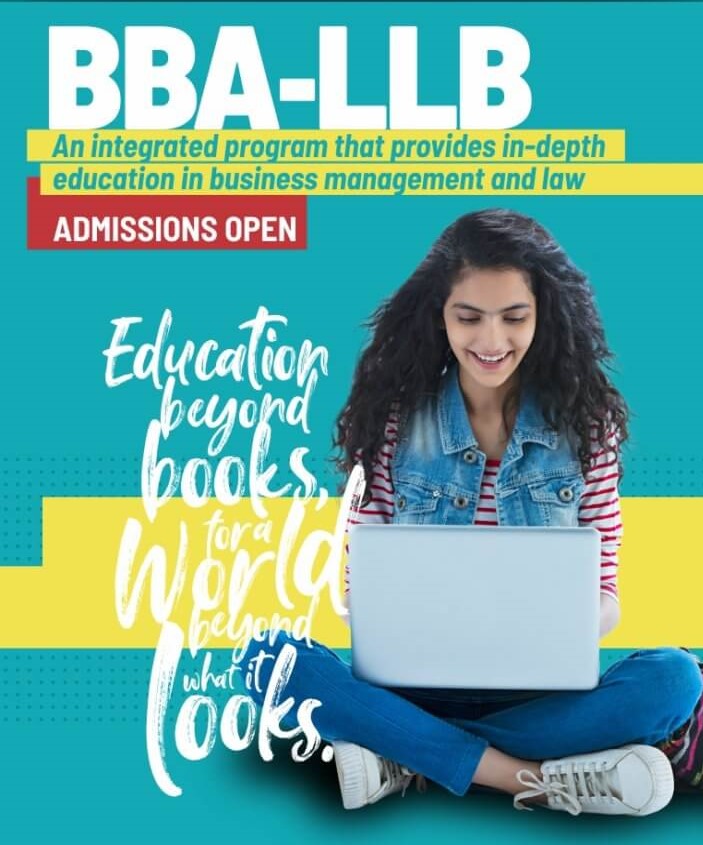 BBA-LLB
An integrated program that provides in-depth
education in business management and law
ADMISSIONS OPEN
Education
beyond
books,
for a
World
beyond
what it
looks.